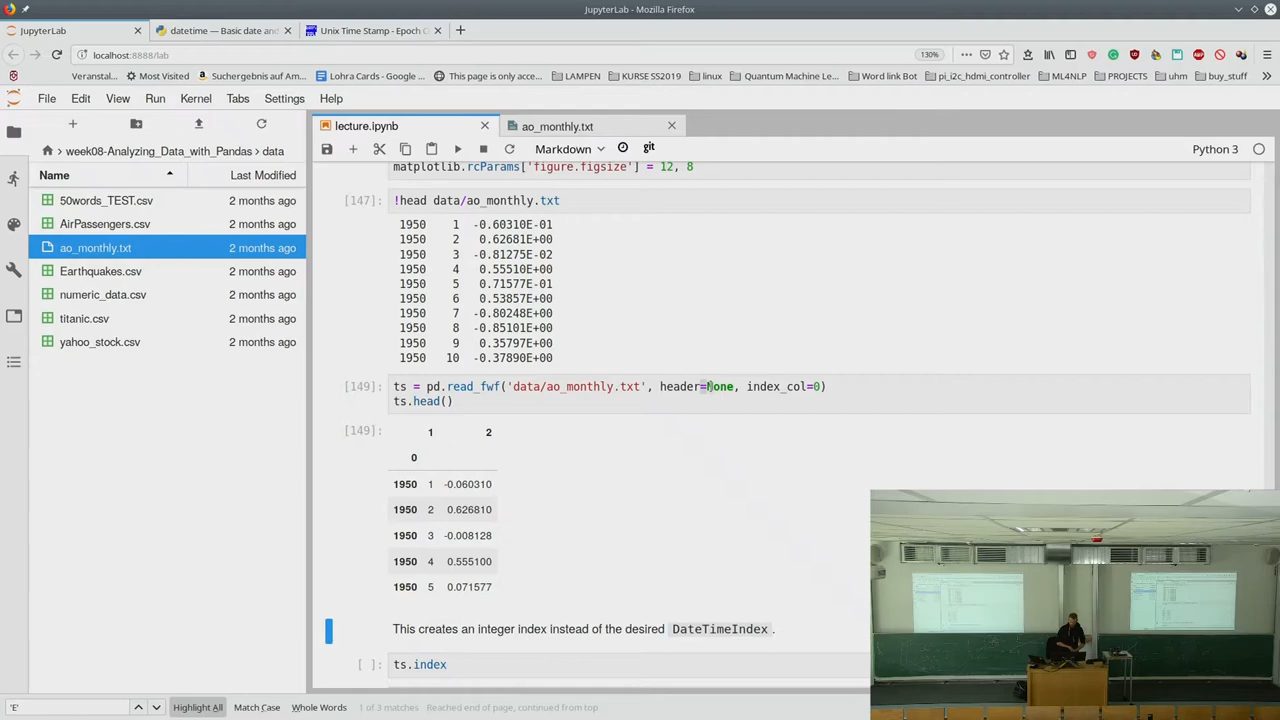 JupyterLab - Mozilla Firefox
JupyterLab
datetime — Basic date and
Unix Time Stamp - Epoch C
localhost:8888/lab
130%
Veranstal...
Most Visited
Suchergebnis auf Am...
Lohra Cards - Google ...
This page is only acce...
LAMPEN
KURSE SS2019
linux
Quantum Machine Le...
Word link Bot
pi_i2c_hdmi_controller
ML4NLP
PROJECTS
uhm
buy_stuff
File Edit View Run Kernel Tabs Settings Help
lecture.ipynb
ao_monthly.txt
Markdown
git
Python 3
week08-Analyzing_Data_with_Pandas / data
Name Last Modified
50words_TEST.csv 2 months ago
AirPassengers.csv 2 months ago
ao_monthly.txt 2 months ago
Earthquakes.csv 2 months ago
numeric_data.csv 2 months ago
titanic.csv 2 months ago
yahoo_stock.csv 2 months ago
matplotlib.rcParams['figure.figsize'] = 12, 8
[147]: !head data/ao_monthly.txt
1950 1 -0.60310E-01
1950 2 0.62681E+00
1950 3 -0.81275E-02
1950 4 0.55510E+00
1950 5 0.71577E-01
1950 6 0.53857E+00
1950 7 -0.80248E+00
1950 8 -0.85101E+00
1950 9 0.35797E+00
1950 10 -0.37890E+00
[149]: ts = pd.read_fwf('data/ao_monthly.txt', header=None, index_col=0)
ts.head()
[149]: 1 2
0
1950 1 -0.060310
1950 2 0.626810
1950 3 -0.008128
1950 4 0.555100
1950 5 0.071577
This creates an integer index instead of the desired DateTimeIndex .
[ ]: ts.index
'E'
Highlight All Match Case Whole Words 1 of 3 matches Reached end of page, continued from top